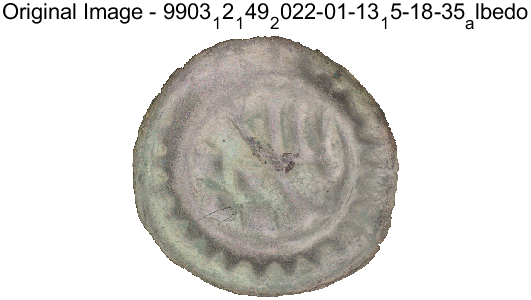 Original Image - 9903₁2₁49₂022-01-13₁5-18-35ₐlbedo